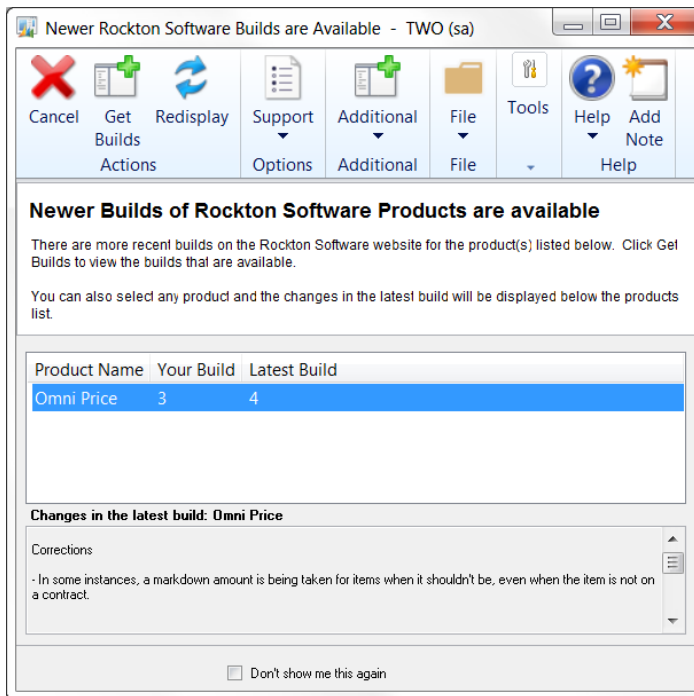 Newer Rockton Software Builds are Available - TWO (sa)
Cancel Get Builds Redisplay Support Additional File Tools Help Add Note
Actions Options Additional File Help
Newer Builds of Rockton Software Products are available
There are more recent builds on the Rockton Software website for the product(s) listed below. Click Get
Builds to view the builds that are available.
You can also select any product and the changes in the latest build will be displayed below the products
list.
Product Name Your Build Latest Build
Omni Price 3 4
Changes in the latest build: Omni Price
Corrections
- In some instances, a markdown amount is being taken for items when it shouldn't be, even when the item is not on
a contract.
Don't show me this again